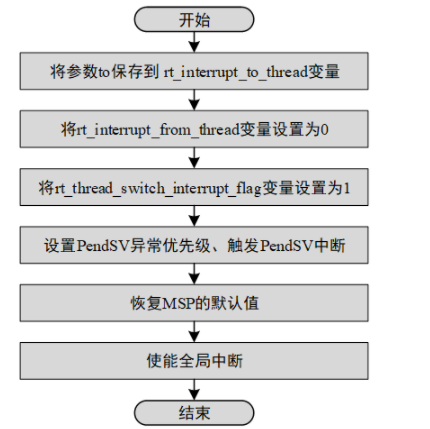 开始
将参数to保存到 rt_interrupt_to_thread变量
将rt_interrupt_from_thread变量设置为0
将rt_thread_switch_interrupt_flag变量设置为1
设置PendSV异常优先级、触发PendSV中断
恢复MSP的默认值
使能全局中断
结束